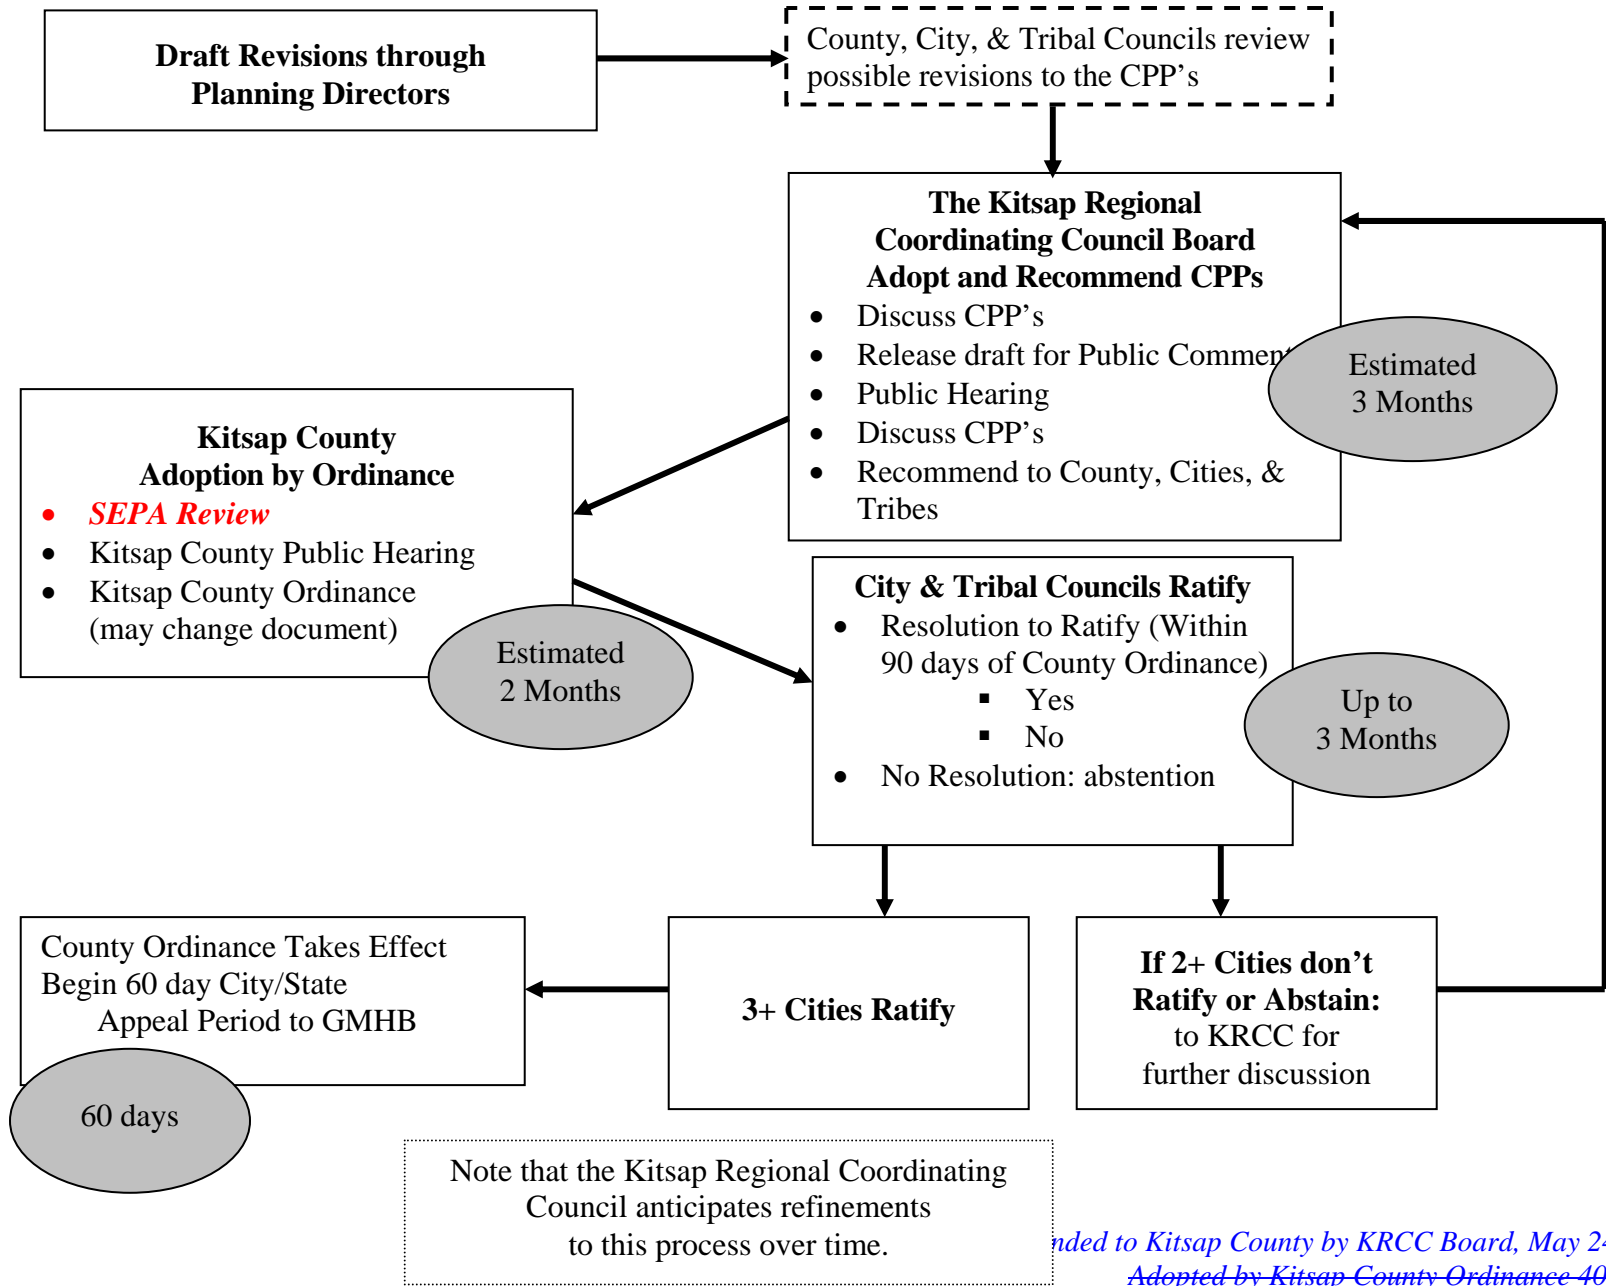 Draft Revisions through
Planning Directors
County, City, & Tribal Councils review
possible revisions to the CPP's
The Kitsap Regional
Coordinating Council Board
Adopt and Recommend CPPs
• Discuss CPP's
• Release draft for Public Comment
• Public Hearing
• Discuss CPP's
• Recommend to County, Cities, &
Tribes
Estimated
3 Months
Kitsap County
Adoption by Ordinance
• SEPA Review
• Kitsap County Public Hearing
• Kitsap County Ordinance
(may change document)
Estimated
2 Months
City & Tribal Councils Ratify
• Resolution to Ratify (Within
90 days of County Ordinance)
▪ Yes
▪ No
• No Resolution: abstention
Up to
3 Months
County Ordinance Takes Effect
Begin 60 day City/State
Appeal Period to GMHB
60 days
3+ Cities Ratify
If 2+ Cities don't
Ratify or Abstain:
to KRCC for
further discussion
Note that the Kitsap Regional Coordinating
Council anticipates refinements
to this process over time.
nded to Kitsap County by KRCC Board, May 24
Adopted by Kitsap County Ordinance 40